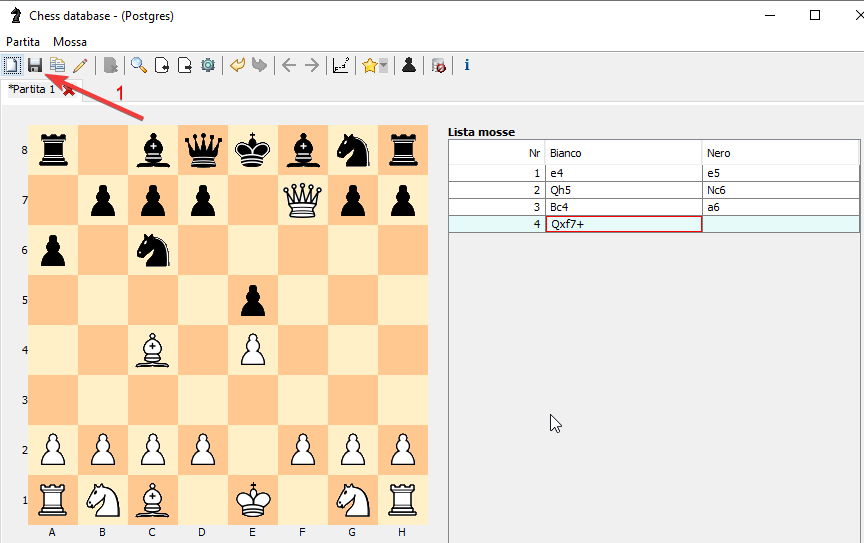 Chess database - (Postgres)
Partita Mossa
*Partita 1
1
Lista mosse
Nr Bianco Nero
1 e4 e5
2 Qh5 Nc6
3 Bc4 a6
4 Qxf7+
8
7
6
5
4
3
2
1
A B C D E F G H